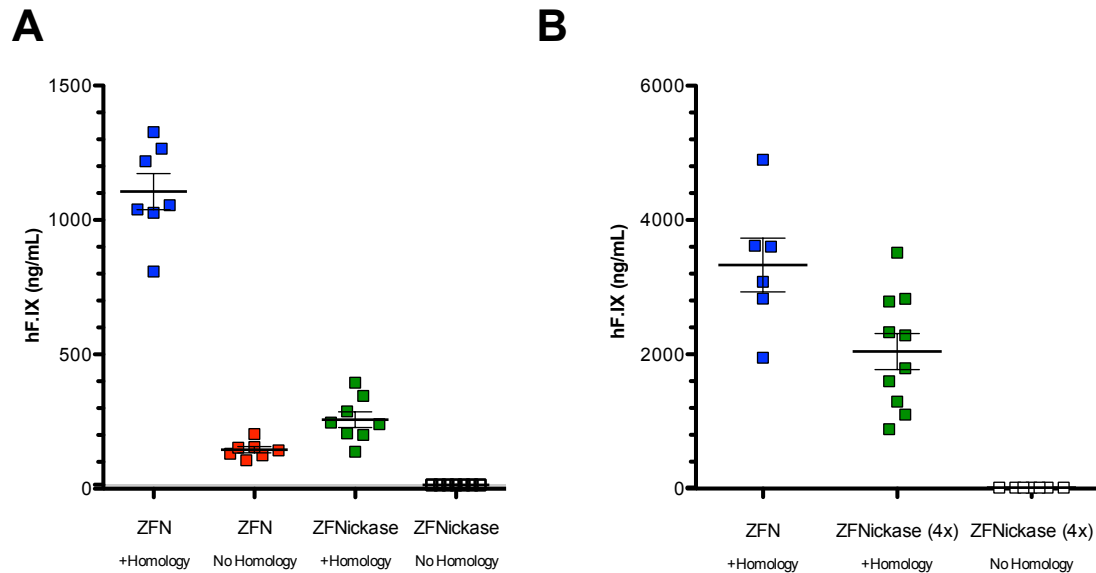 A
B
hF.IX (ng/mL)
1500
1000
500
0
ZFN
ZFN
ZFNickase
ZFNickase
+Homology
No Homology
+Homology
No Homology
hF.IX (ng/mL)
6000
4000
2000
0
ZFN
ZFNickase (4x)
ZFNickase (4x)
+Homology
+Homology
No Homology